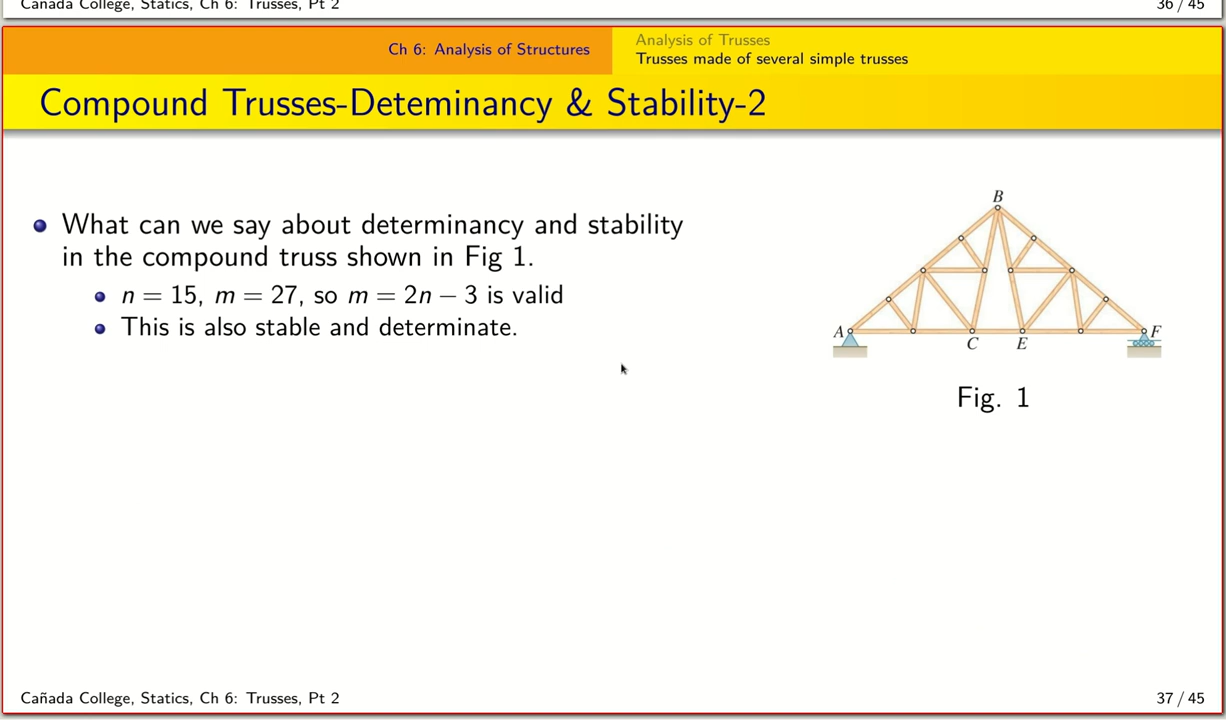 Cañada College, Statics, Ch 6: Trusses, Pt 2
36 / 45
Ch 6: Analysis of Structures
Analysis of Trusses
Trusses made of several simple trusses
Compound Trusses-Deteminancy & Stability-2
What can we say about determinancy and stability
in the compound truss shown in Fig 1.
n = 15, m = 27, so m = 2n − 3 is valid
This is also stable and determinate.
B
A
C
E
F
Fig. 1
Cañada College, Statics, Ch 6: Trusses, Pt 2
37 / 45